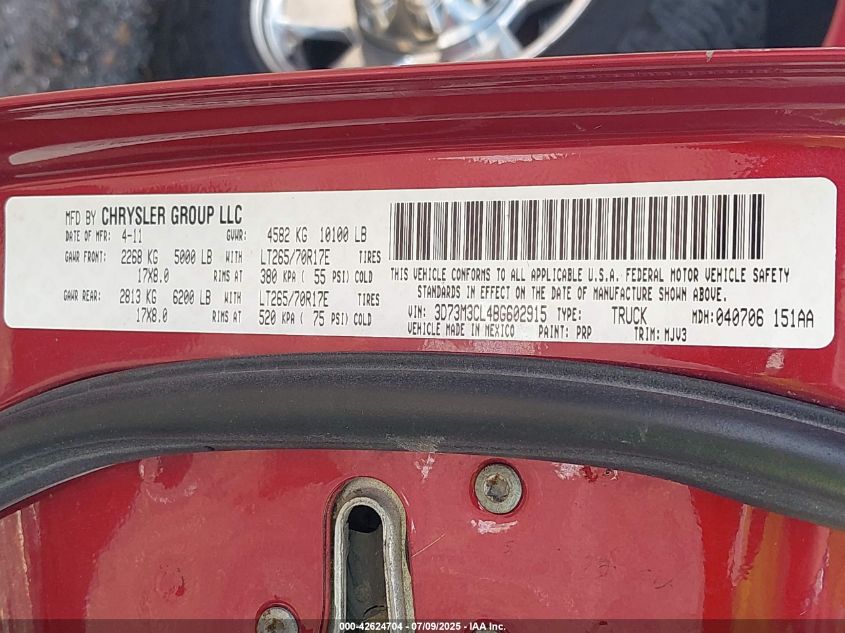 MFD BY CHRYSLER GROUP LLC
DATE OF MFR: 4-11 GVWR: 4582 KG 10100 LB
GAWR FRONT: 2268 KG 5000 LB WITH LT265/70R17E TIRES
17X8.0 RIMS AT 380 KPA ( 55 PSI) COLD
GAWR REAR: 2813 KG 6200 LB WITH LT265/70R17E TIRES
17X8.0 RIMS AT 520 KPA ( 75 PSI) COLD
THIS VEHICLE CONFORMS TO ALL APPLICABLE U.S.A. FEDERAL MOTOR VEHICLE SAFETY
STANDARDS IN EFFECT ON THE DATE OF MANUFACTURE SHOWN ABOVE.
VIN: 3D73M3CL4BG602915 TYPE: TRUCK MDH: 040706 151AA
VEHICLE MADE IN MEXICO PAINT: PRP TRIM: MJV3
000-42624704 - 07/09/2025 - IAA Inc.